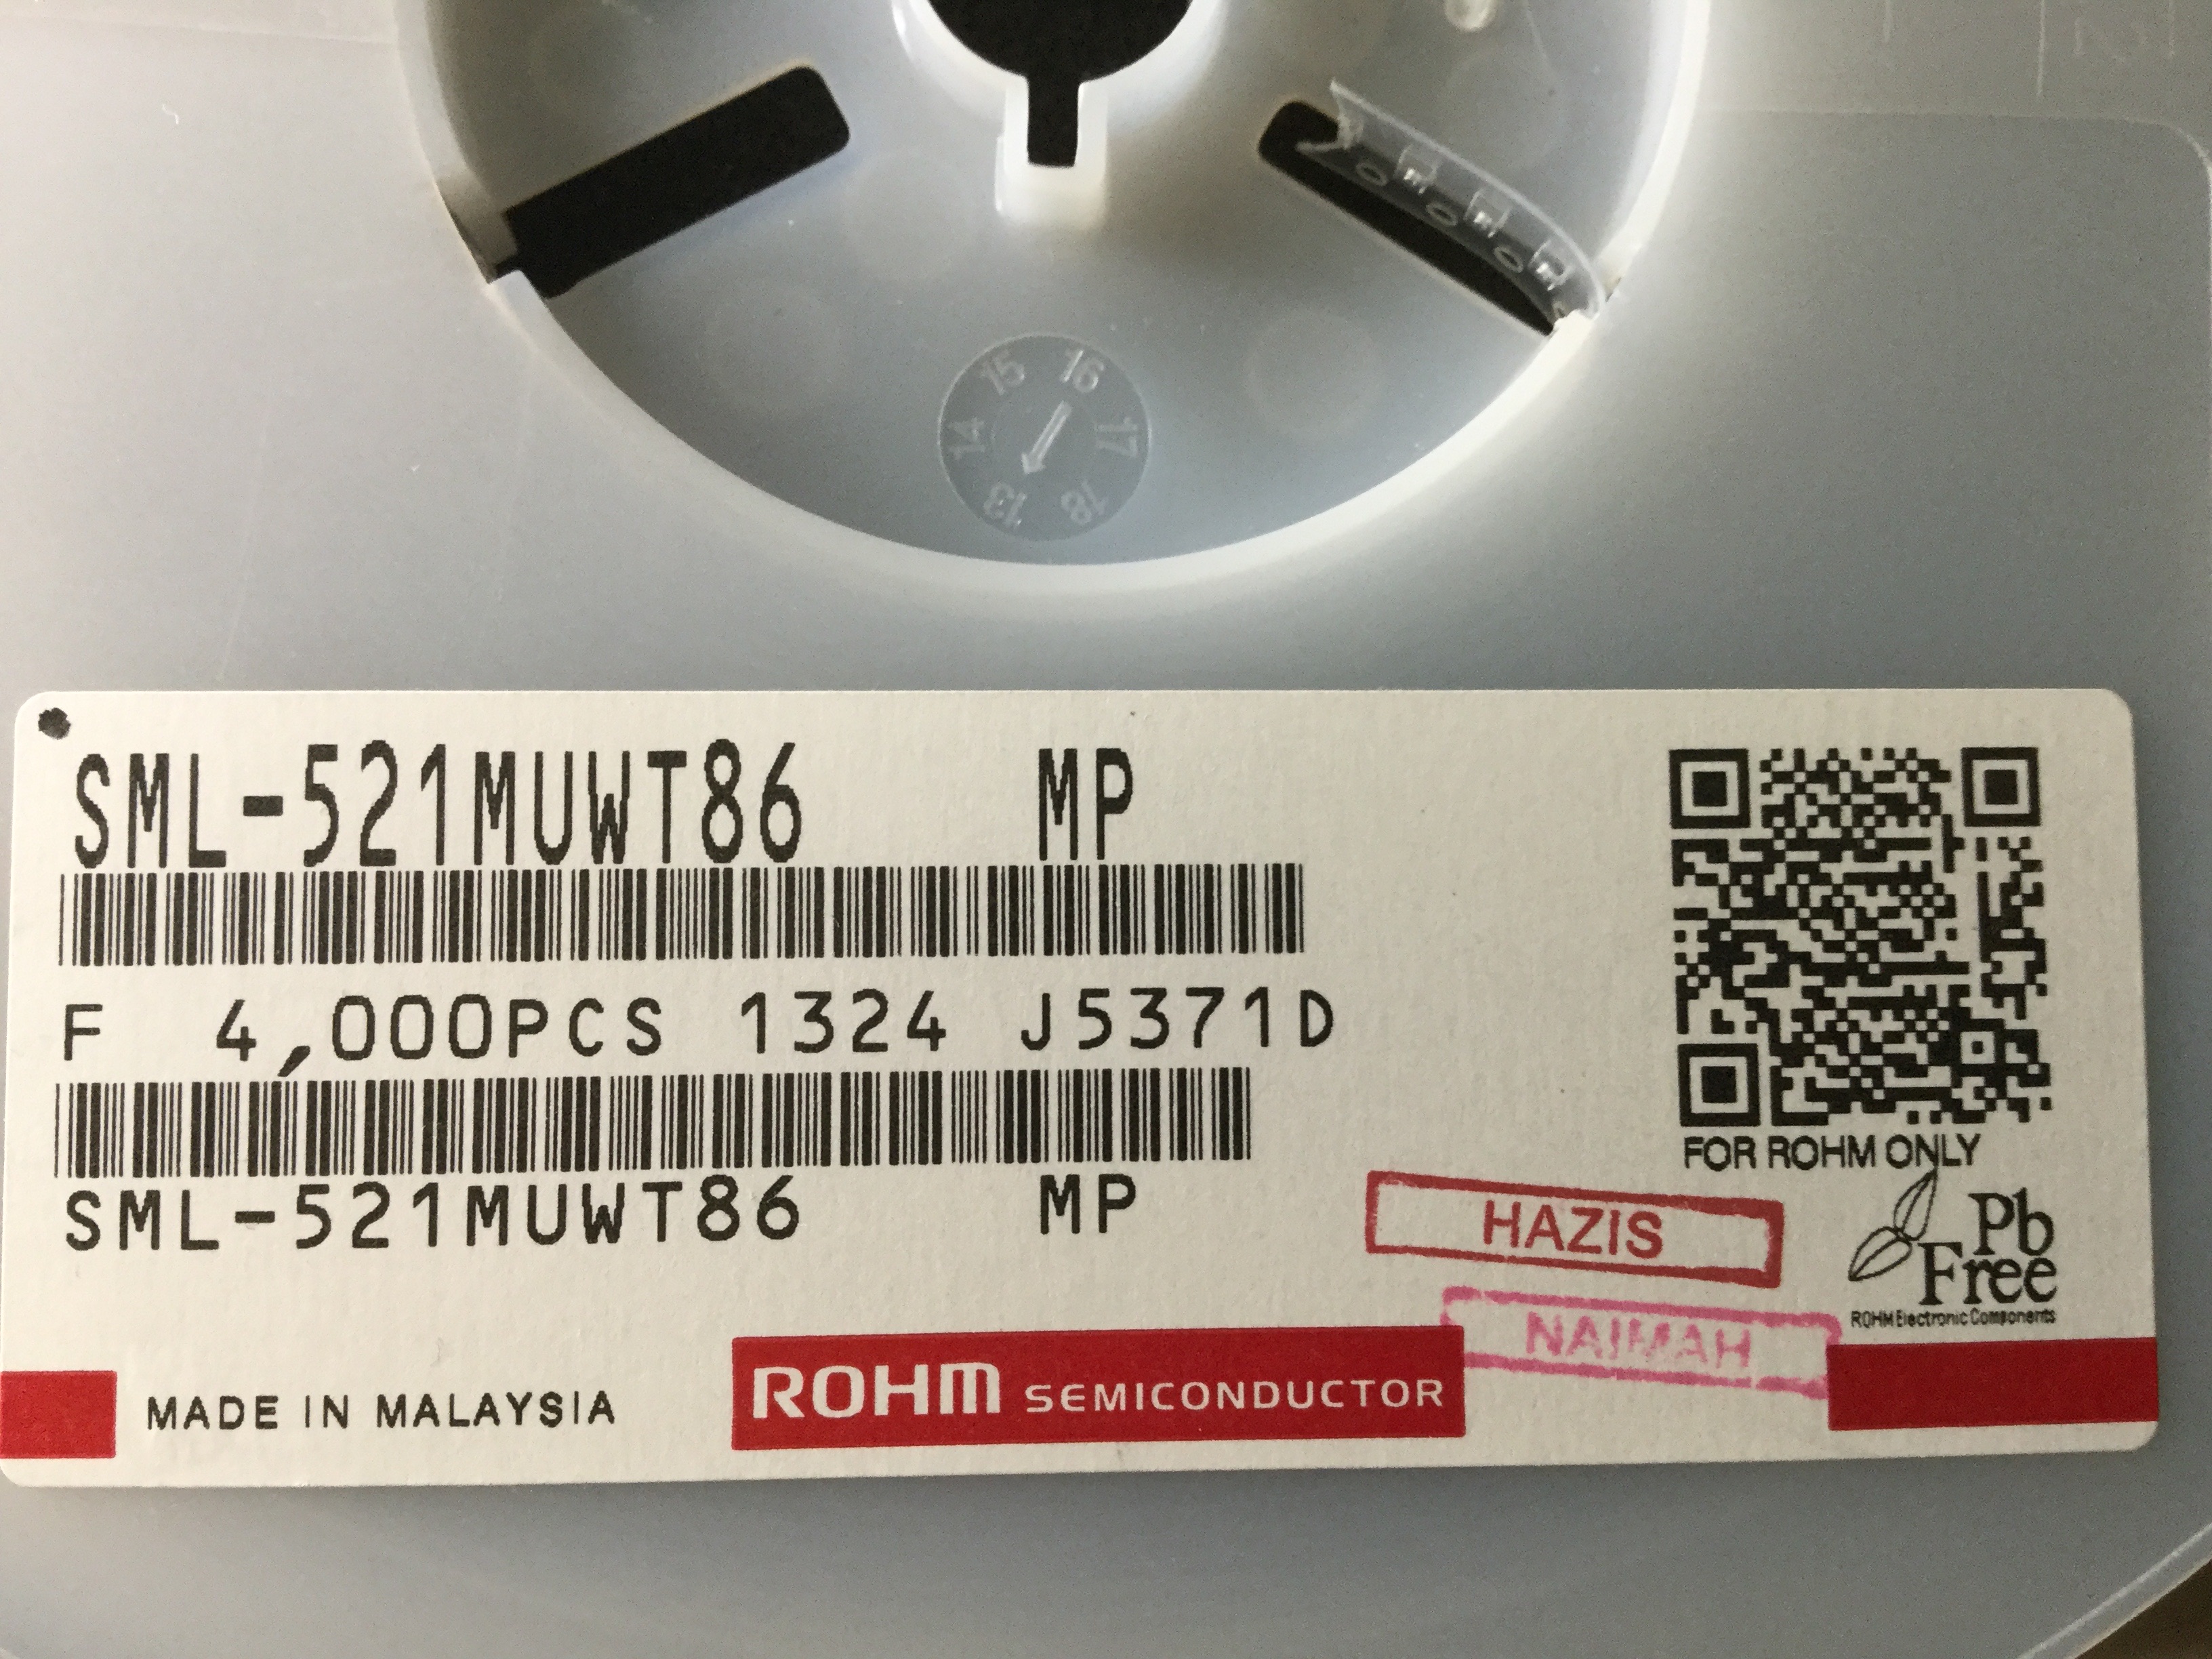 15 16
14 17
13 18
SML-521MUWT86 MP
F 4,000PCS 1324 J5371D
SML-521MUWT86 MP
FOR ROHM ONLY
HAZIS
Pb
Free
ROHM Electronic Components
NAIMAH
MADE IN MALAYSIA
ROHM SEMICONDUCTOR